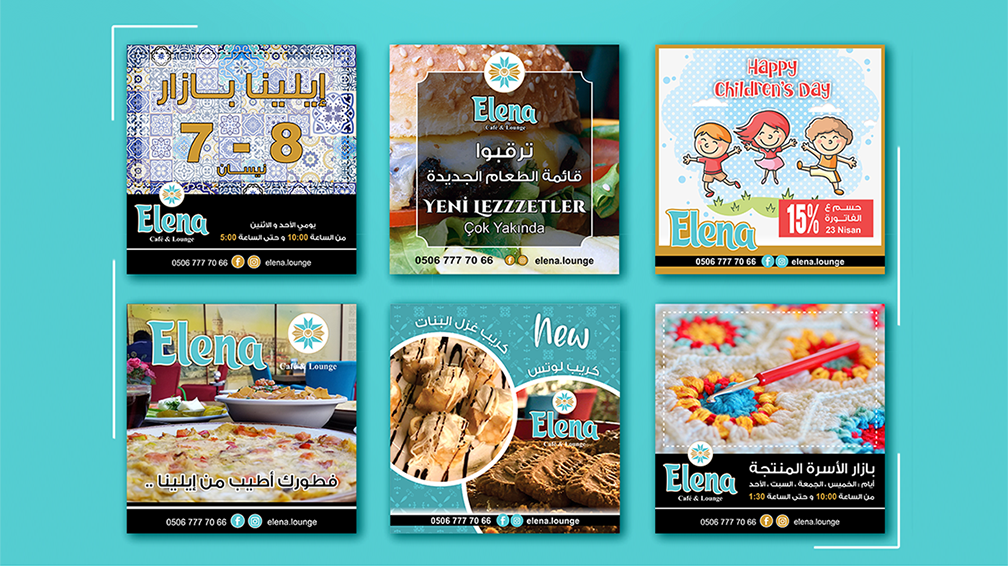 إيلينا بـازار
7 - 8
نيسـان
Elena
Café & Lounge
يومي الأحد و الاثنين
من الساعة 10:00 و حتى الساعة 5:00
0506 777 70 66 elena.lounge
Elena
Café & Lounge
ترقبوا
قائمة الطعام الجديدة
YENİ LEZZZETLER
Çok Yakında
0506 777 70 66 elena.lounge
Happy
Children's Day
15%
حسم ع
الفاتورة
23 Nisan
Elena
0506 777 70 66 elena.lounge
Elena
Café & Lounge
فطورك أطيب من إيلينا ..
0506 777 70 66 elena.lounge
كريب غزل البنات
New
كريب لوتس
Elena
Café & Lounge
0506 777 70 66 elena.lounge
بازار الأسرة المنتجة
أيام : الخميس ، الجمعة ، السبت ، الأحد
من الساعة 10:00 و حتى الساعة 1:30
Elena
Café & Lounge
0506 777 70 66 elena.lounge